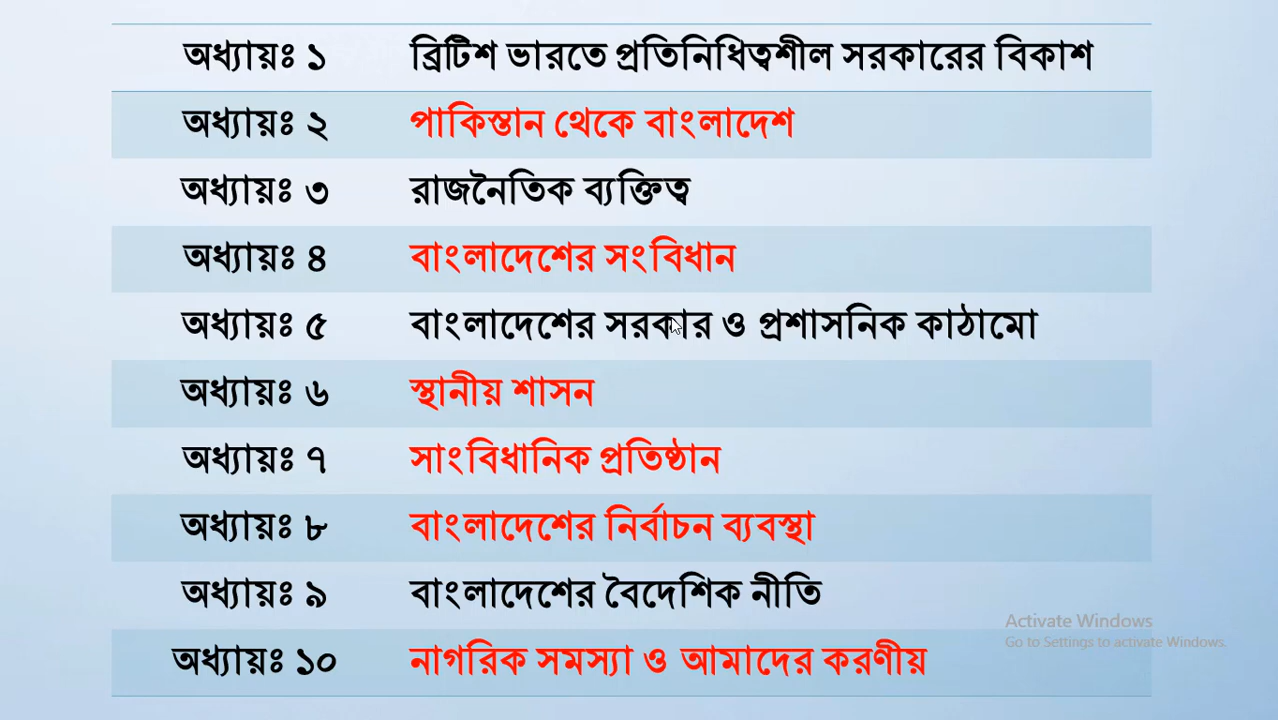 অধ্যায়ঃ ১ ব্রিটিশ ভারতে প্রতিনিধিত্বশীল সরকারের বিকাশ
অধ্যায়ঃ ২ পাকিস্তান থেকে বাংলাদেশ
অধ্যায়ঃ ৩ রাজনৈতিক ব্যক্তিত্ব
অধ্যায়ঃ ৪ বাংলাদেশের সংবিধান
অধ্যায়ঃ ৫ বাংলাদেশের সরকার ও প্রশাসনিক কাঠামো
অধ্যায়ঃ ৬ স্থানীয় শাসন
অধ্যায়ঃ ৭ সাংবিধানিক প্রতিষ্ঠান
অধ্যায়ঃ ৮ বাংলাদেশের নির্বাচন ব্যবস্থা
অধ্যায়ঃ ৯ বাংলাদেশের বৈদেশিক নীতি
Activate Windows
Go to Settings to activate Windows.
অধ্যায়ঃ ১০ নাগরিক সমস্যা ও আমাদের করণীয়